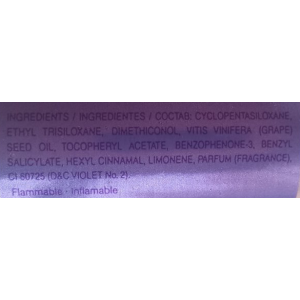 INGREDIENTS / INGREDIENTES / СОСТАВ: CYCLOPENTASILOXANE,
ETHYL TRISILOXANE, DIMETHICONOL, VITIS VINIFERA (GRAPE)
SEED OIL, TOCOPHERYL ACETATE, BENZOPHENONE-3, BENZYL
SALICYLATE, HEXYL CINNAMAL, LIMONENE, PARFUM (FRAGRANCE),
CI 60725 (D&C VIOLET No. 2).
Flammable · Inflamable